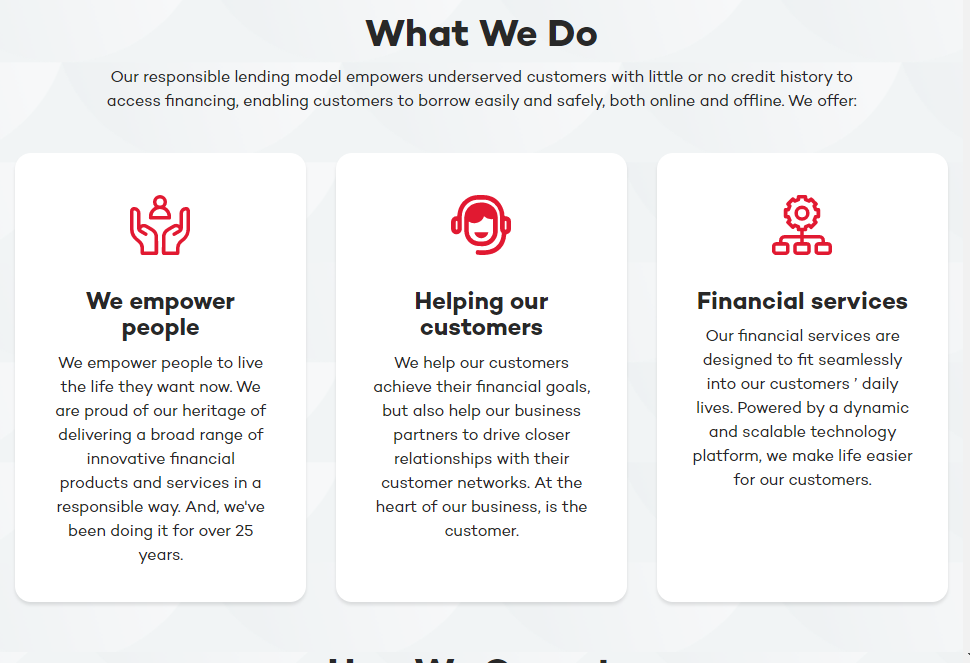 What We Do
Our responsible lending model empowers underserved customers with little or no credit history to
access financing, enabling customers to borrow easily and safely, both online and offline. We offer:
We empower
people
We empower people to live
the life they want now. We
are proud of our heritage of
delivering a broad range of
innovative financial
products and services in a
responsible way. And, we've
been doing it for over 25
years.
Helping our
customers
We help our customers
achieve their financial goals,
but also help our business
partners to drive closer
relationships with their
customer networks. At the
heart of our business, is the
customer.
Financial services
Our financial services are
designed to fit seamlessly
into our customers ’ daily
lives. Powered by a dynamic
and scalable technology
platform, we make life easier
for our customers.